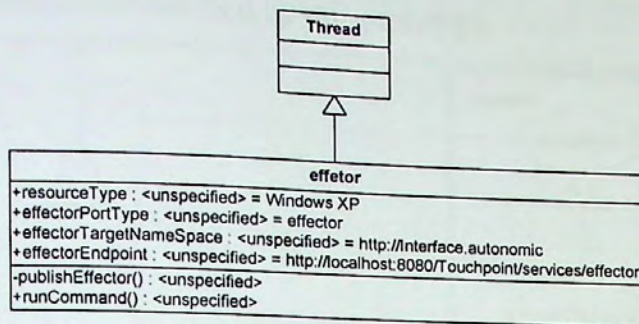 Thread
effetor
+resourceType : <unspecified> = Windows XP
+effectorPortType : <unspecified> = effector
+effectorTargetNameSpace : <unspecified> = http://Interface.autonomic
+effectorEndpoint : <unspecified> = http://localhost:8080/Touchpoint/services/effector
-publishEffector() : <unspecified>
+runCommand() : <unspecified>